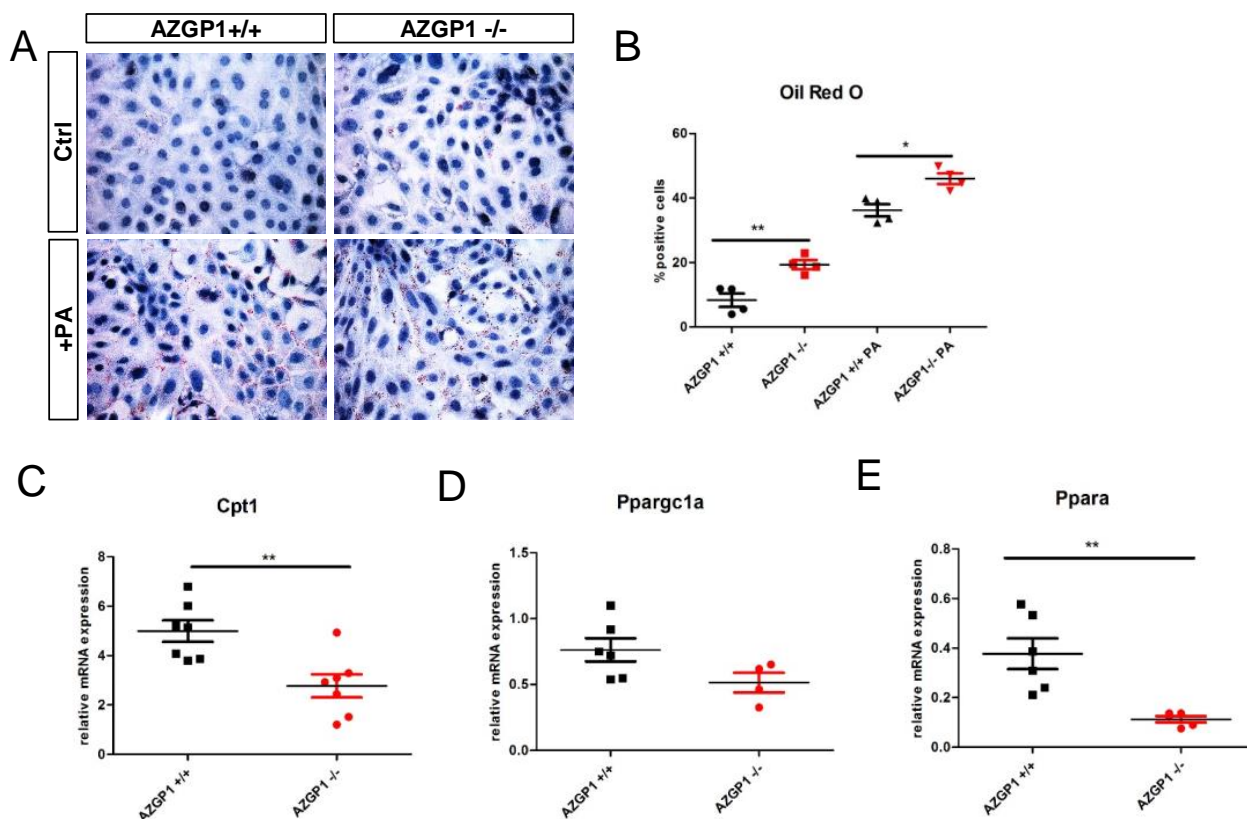 A
AZGP1+/+
AZGP1 -/-
Ctrl
+PA
B
Oil Red O
% positive cells
60
40
20
0
**
*
AZGP1 +/+
AZGP1 -/-
AZGP1 +/+ PA
AZGP1-/- PA
C
Cpt1
relative mRNA expression
8
6
4
2
0
**
AZGP1 +/+
AZGP1 -/-
D
Ppargc1a
relative mRNA expression
1.5
1.0
0.5
0.0
AZGP1 +/+
AZGP1 -/-
E
Ppara
relative mRNA expression
0.8
0.6
0.4
0.2
0.0
**
AZGP1 +/+
AZGP1 -/-